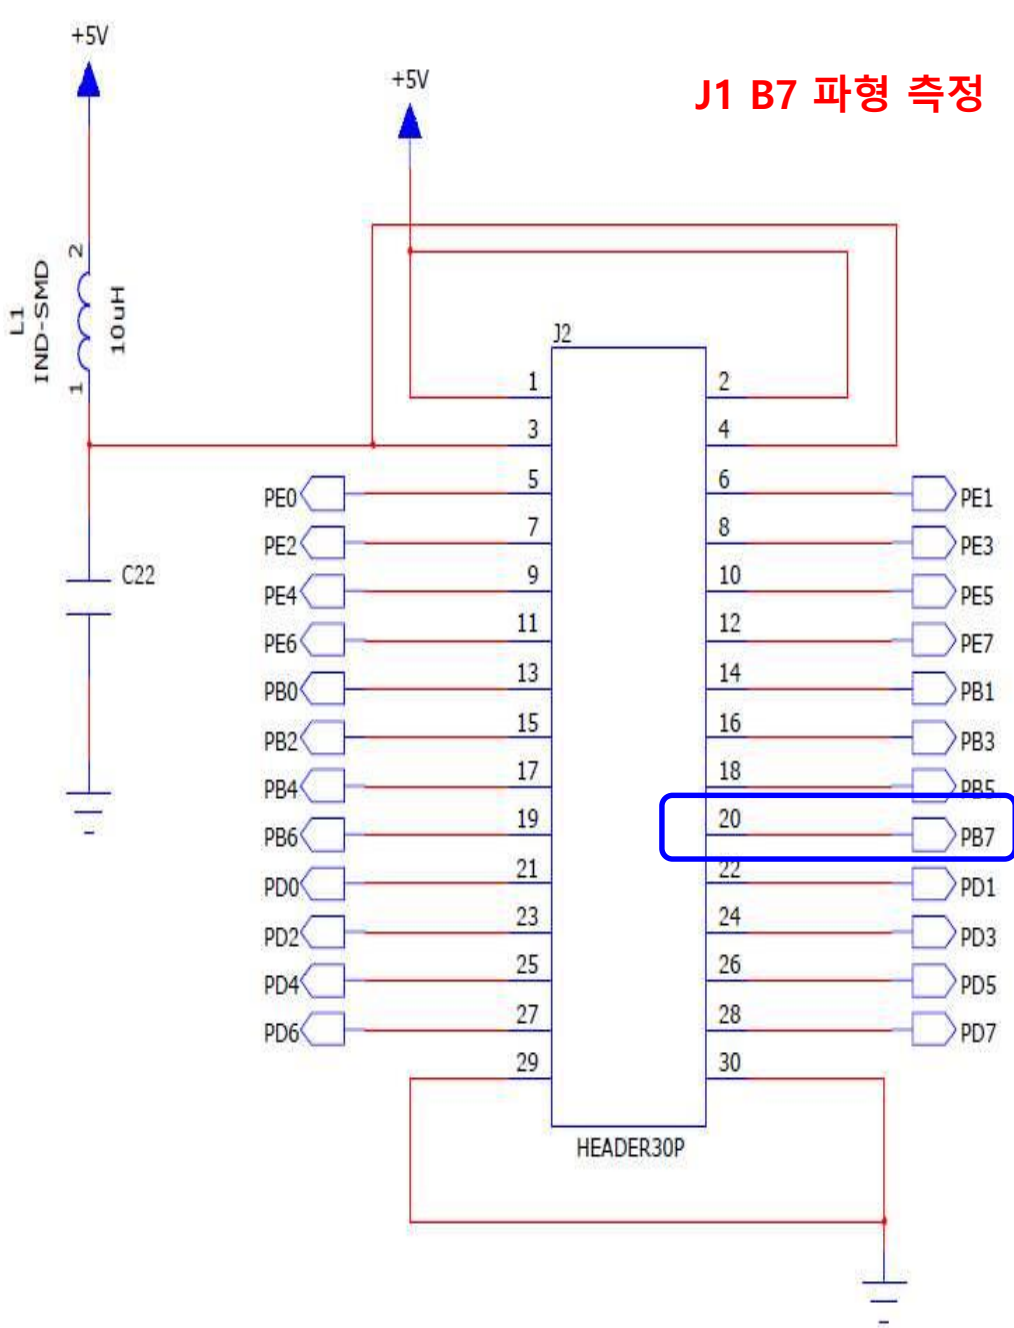 +5V
+5V
J1 B7 파형 측정
L1
IND-SMD
2
1
10uH
J2
1 2
3 4
PE0 5 6 PE1
PE2 7 8 PE3
PE4 9 10 PE5
PE6 11 12 PE7
PB0 13 14 PB1
PB2 15 16 PB3
PB4 17 18 PB5
PB6 19 20 PB7
PD0 21 22 PD1
PD2 23 24 PD3
PD4 25 26 PD5
PD6 27 28 PD7
29 30
C22
HEADER30P